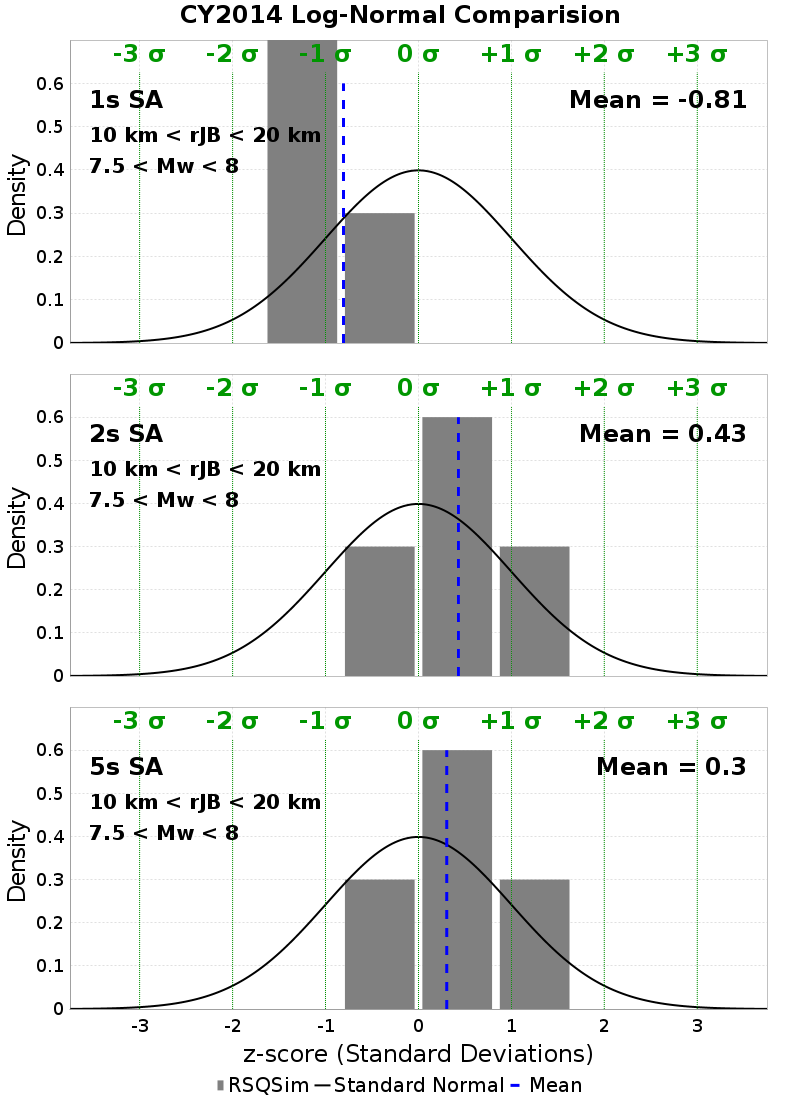 CY2014 Log-Normal Comparision
-3 σ -2 σ -1 σ 0 σ +1 σ +2 σ +3 σ
0.6
1s SA Mean = -0.81
0.5
10 km < rJB < 20 km
7.5 < Mw < 8
0.4
Density
0.3
0.2
0.1
0
-3 σ -2 σ -1 σ 0 σ +1 σ +2 σ +3 σ
0.6
2s SA Mean = 0.43
0.5
10 km < rJB < 20 km
7.5 < Mw < 8
0.4
Density
0.3
0.2
0.1
0
-3 σ -2 σ -1 σ 0 σ +1 σ +2 σ +3 σ
0.6
5s SA Mean = 0.3
0.5
10 km < rJB < 20 km
7.5 < Mw < 8
0.4
Density
0.3
0.2
0.1
0
-3 -2 -1 0 1 2 3
z-score (Standard Deviations)
RSQSim Standard Normal Mean